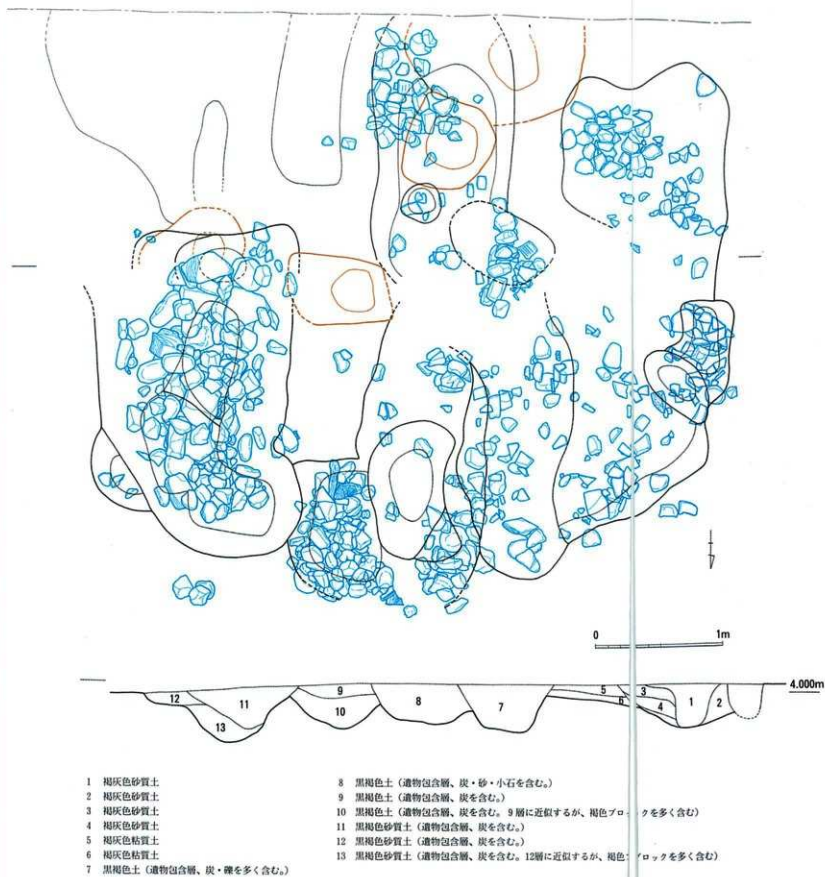 0 1m
4.000m
12 11 13 9 10 8 7 5 6 3 4 1 2
1 褐灰色砂質土
2 褐灰色砂質土
3 褐灰色砂質土
4 褐灰色砂質土
5 褐灰色粘質土
6 褐灰色粘質土
7 黒褐色土（遺物包含層、炭・礫を多く含む。）
8 黒褐色土（遺物包含層、炭・砂・小石を含む。）
9 黒褐色土（遺物包含層、炭を含む。）
10 黒褐色土（遺物包含層、炭を含む。9層に近似するが、褐色ブロックを多く含む）
11 黒褐色砂質土（遺物包含層、炭を含む。）
12 黒褐色砂質土（遺物包含層、炭を含む。）
13 黒褐色砂質土（遺物包含層、炭を含む。12層に近似するが、褐色ブロックを多く含む）